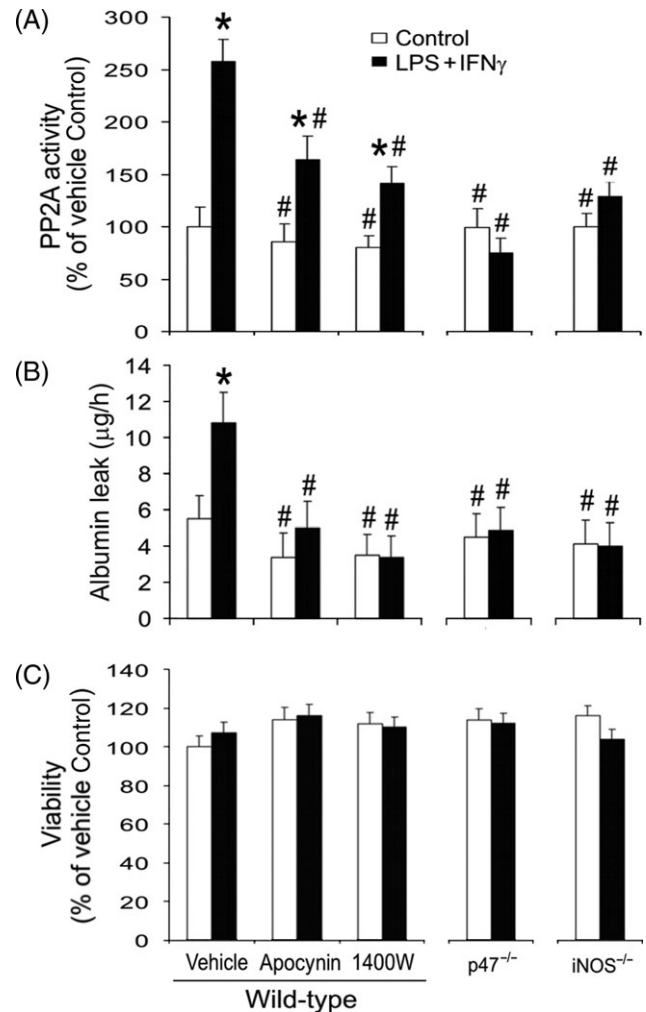 (A)
PP2A activity
(% of vehicle Control)
300
250
200
150
100
50
0
Control
LPS + IFNγ
*
* #
* #
# # # # # #
(B)
Albumin leak (μg/h)
14
12
10
8
6
4
2
0
*
# # # # # # # #
(C)
Viability
(% of vehicle Control)
140
120
100
80
60
40
20
0
Vehicle Apocynin 1400W p47⁻/⁻ iNOS⁻/⁻
Wild-type